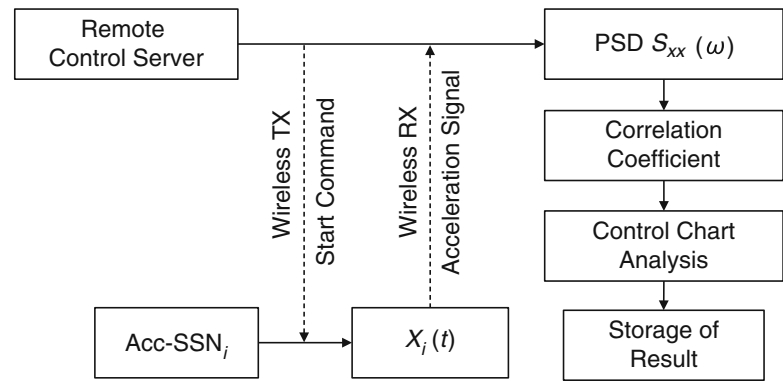 Remote
Control Server
PSD Sxx (ω)
Wireless TX
Start Command
Wireless RX
Acceleration Signal
Correlation
Coefficient
Control Chart
Analysis
Acc-SSNi
Xi (t)
Storage of
Result